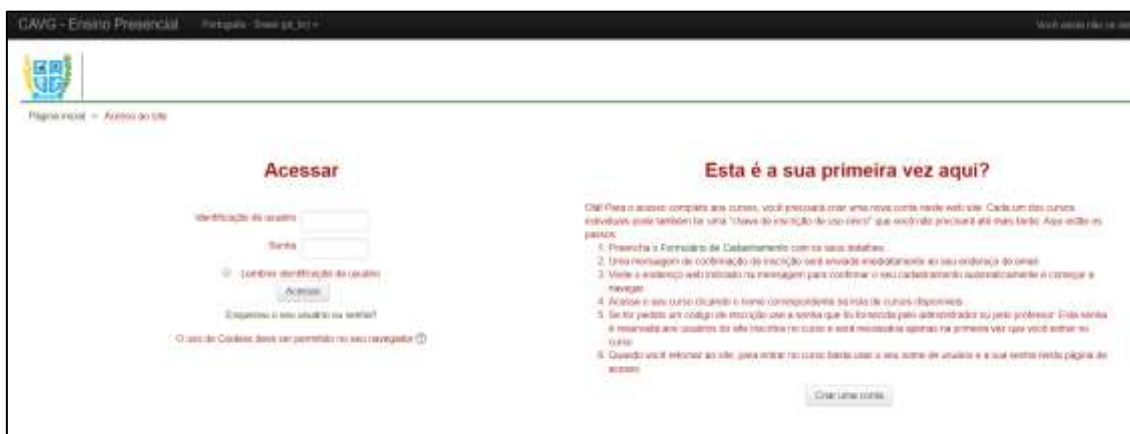 CAVG - Ensino Presencial Português - Brasil (pt_br)
Você ainda não se
Página inicial Acesso ao site
Acessar
Identificação de usuário
Senha
Lembrar identificação de usuário
Acessar
Esqueceu o seu usuário ou senha?
O uso de Cookies deve ser permitido no seu navegador
Esta é a sua primeira vez aqui?
Olá! Para o acesso completo aos cursos, você precisará criar uma nova conta neste web site. Cada um dos cursos
individuais pode também ter uma "chave de inscrição de uso único" que você não precisará até mais tarde. Aqui estão os
passos:
1. Preencha o Formulário de Cadastramento com os seus detalhes.
2. Uma mensagem de confirmação da inscrição será enviada imediatamente ao seu endereço de email.
3. Visite o endereço web indicado na mensagem para confirmar o seu cadastramento automaticamente e começar a
navegar.
4. Acesse o seu curso clicando o nome correspondente na lista de cursos disponíveis.
5. Se for pedido um código de inscrição use a senha que foi fornecida pelo administrador ou pelo professor. Esta senha
é reservada aos usuários do site inscritos no curso e será necessária apenas na primeira vez que você entrar no
curso.
6. Quando você retornar ao site, para entrar no curso basta usar o seu nome de usuário e a sua senha nesta página de
acesso.
Criar uma conta